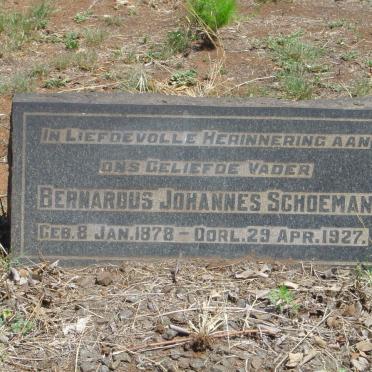 IN LIEFDEVOLLE HERINNERING AAN
ONS GELIEFDE VADER
BERNARDUS JOHANNES SCHOEMAN
GEB. 8 JAN. 1878 – OORL. 29 APR. 1927.